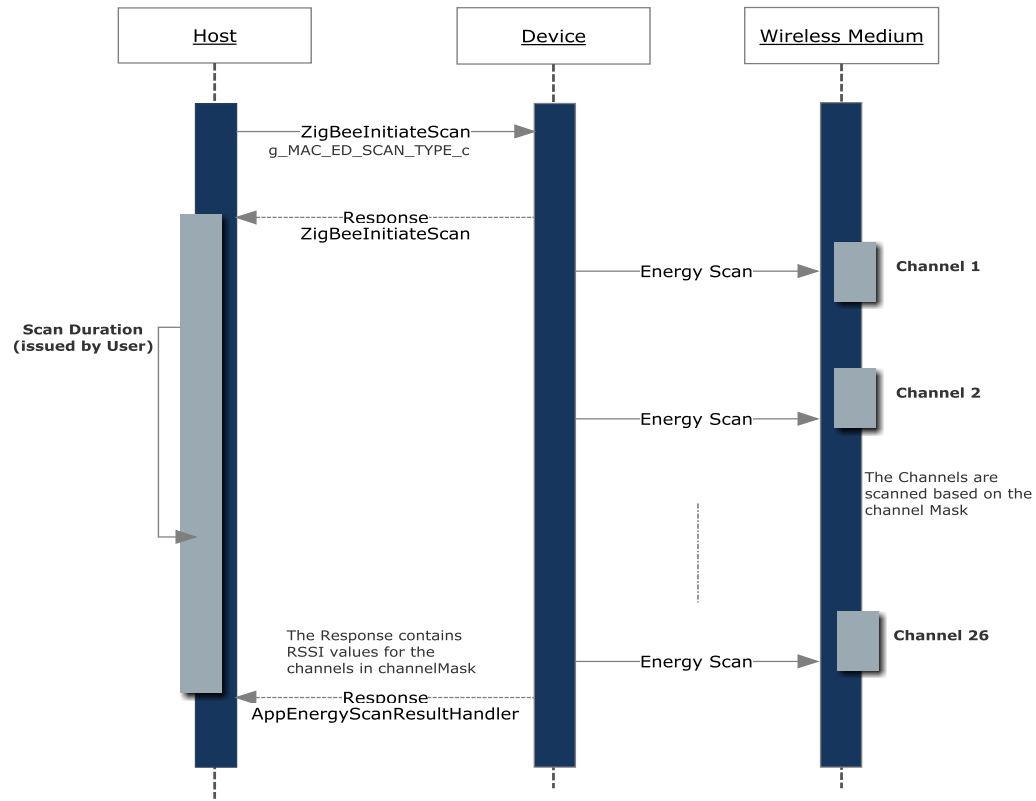 Host
Device
Wireless Medium
ZigBeeInitiateScan
g_MAC_ED_SCAN_TYPE_c
Response
ZigBeeInitiateScan
Energy Scan
Channel 1
Scan Duration
(issued by User)
Channel 2
Energy Scan
The Channels are
scanned based on the
channel Mask
The Response contains
RSSI values for the
channels in channelMask
Channel 26
Energy Scan
Response
AppEnergyScanResultHandler